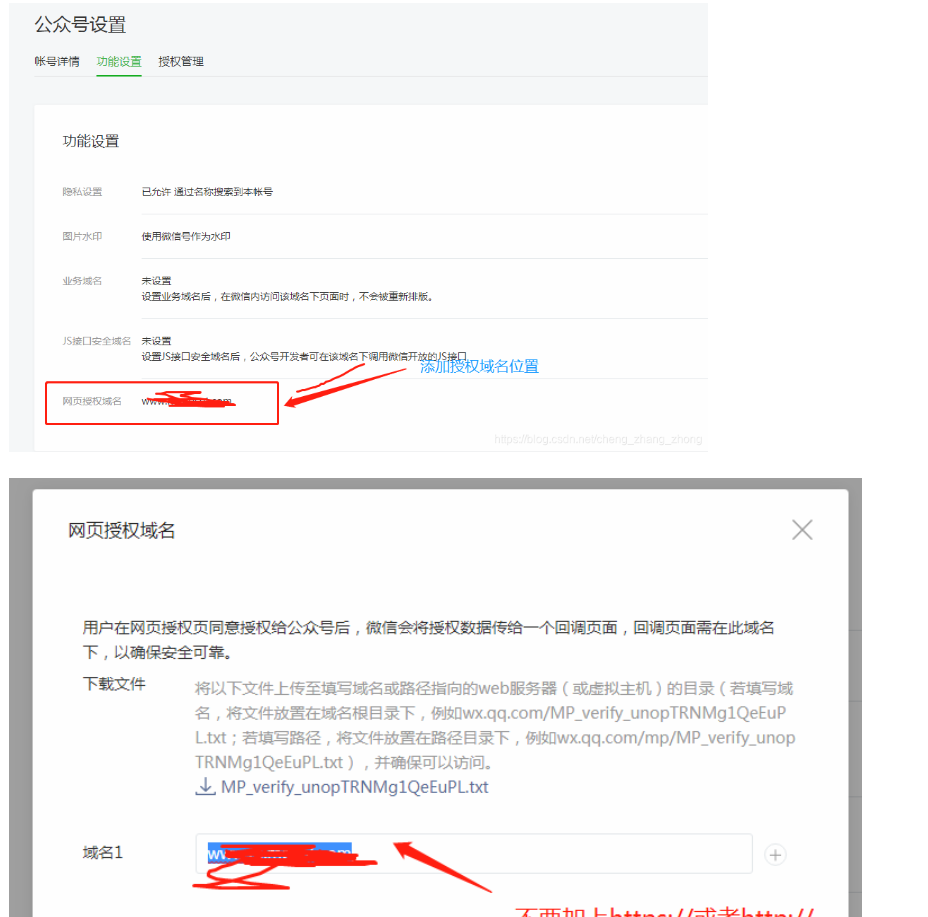 公众号设置
帐号详情 功能设置 授权管理
功能设置
隐私设置 已允许 通过名称搜索到本帐号
图片水印 使用微信号作为水印
业务域名 未设置
设置业务域名后，在微信内访问该域名下页面时，不会被重新排版。
JS接口安全域名 未设置
设置JS接口安全域名后，公众号开发者可在该域名下调用微信开放的JS接口
添加授权域名位置
网页授权域名 www.
https://blog.csdn.net/cheng_zhang_zhong
网页授权域名
用户在网页授权页同意授权给公众号后，微信会将授权数据传给一个回调页面，回调页面需在此域名
下，以确保安全可靠。
下载文件 将以下文件上传至填写域名或路径指向的web服务器（或虚拟主机）的目录（若填写域
名，将文件放置在域名根目录下，例如wx.qq.com/MP_verify_unopTRNMg1QeEuP
L.txt；若填写路径，将文件放置在路径目录下，例如wx.qq.com/mp/MP_verify_unop
TRNMg1QeEuPL.txt），并确保可以访问。
MP_verify_unopTRNMg1QeEuPL.txt
域名1
不要加上https://或者http://